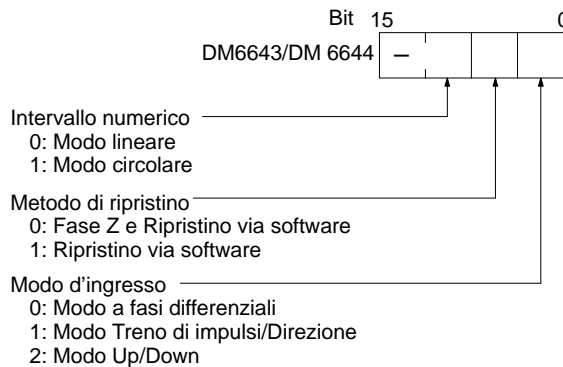 Bit 15 0
DM6643/DM 6644 –
Intervallo numerico
0: Modo lineare
1: Modo circolare
Metodo di ripristino
0: Fase Z e Ripristino via software
1: Ripristino via software
Modo d'ingresso
0: Modo a fasi differenziali
1: Modo Treno di impulsi/Direzione
2: Modo Up/Down